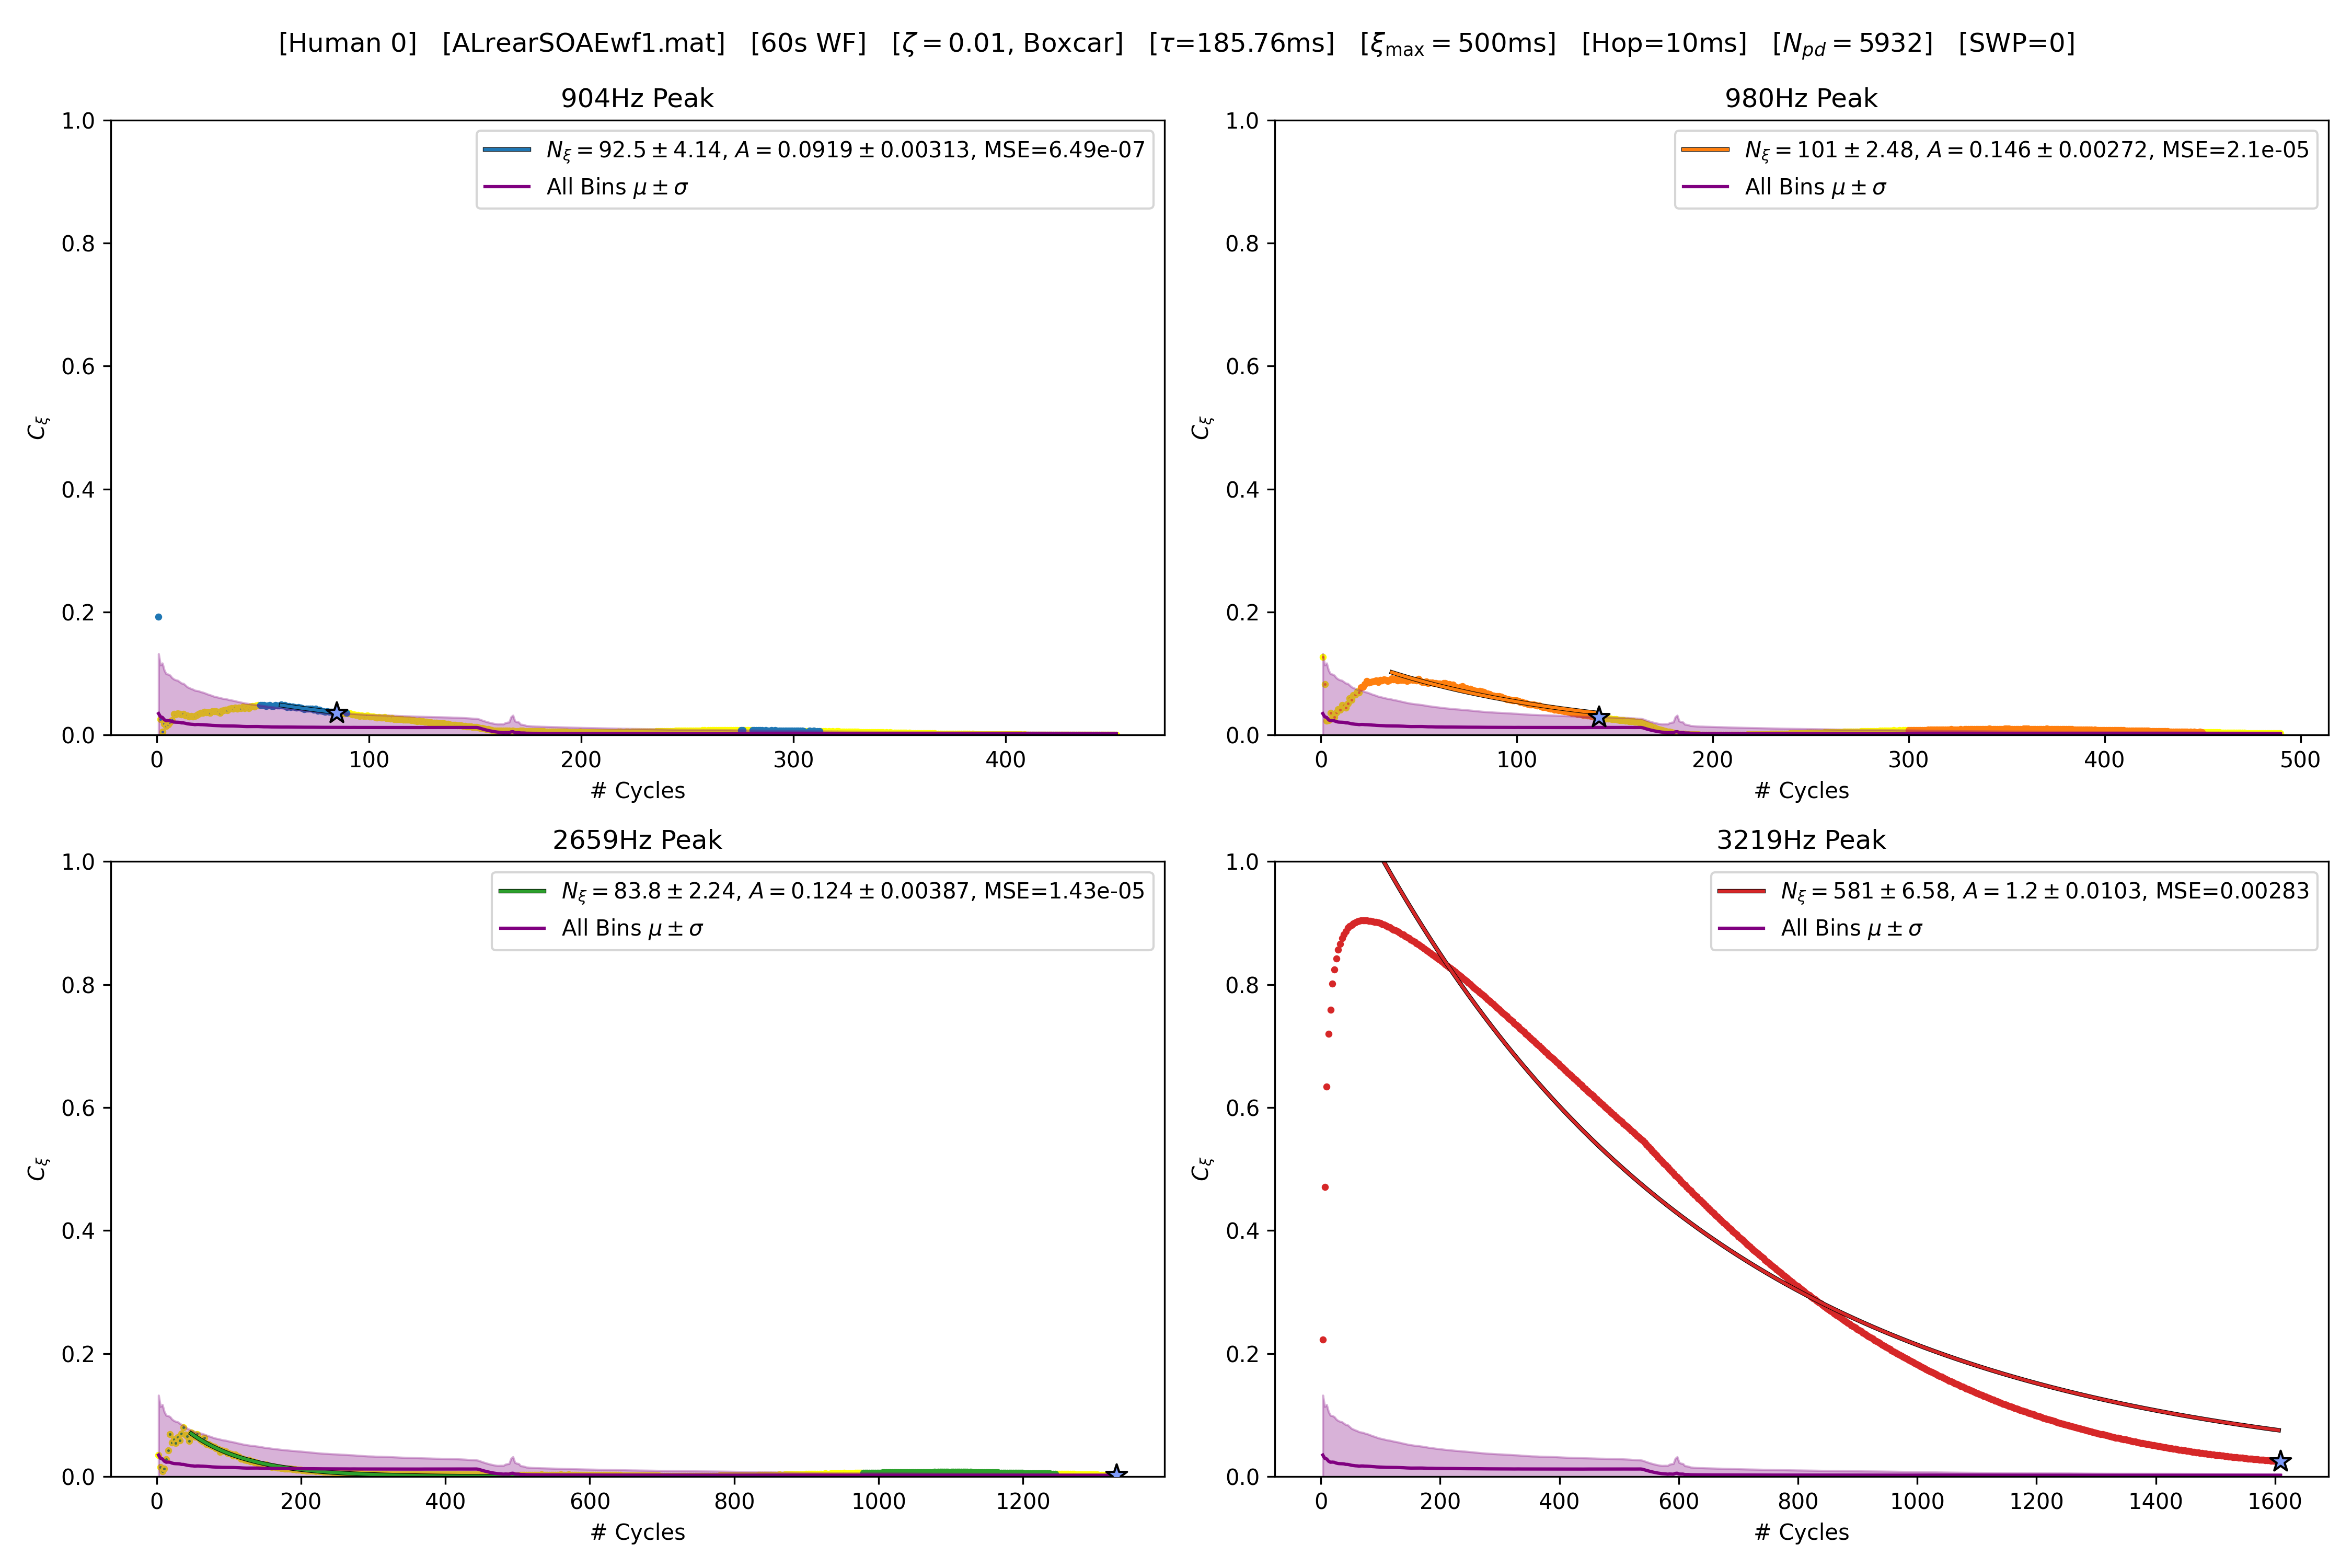 [Human 0] [ALrearSOAEwf1.mat] [60s WF] [ζ = 0.01, Boxcar] [τ=185.76ms] [ξmax = 500ms] [Hop=10ms] [Npd = 5932] [SWP=0]
904Hz Peak
1.0
0.8
0.6
0.4
0.2
0.0
Cξ
Nξ = 92.5 ± 4.14, A = 0.0919 ± 0.00313, MSE=6.49e-07
All Bins μ ± σ
0 100 200 300 400
# Cycles
980Hz Peak
1.0
0.8
0.6
0.4
0.2
0.0
Cξ
Nξ = 101 ± 2.48, A = 0.146 ± 0.00272, MSE=2.1e-05
All Bins μ ± σ
0 100 200 300 400 500
# Cycles
2659Hz Peak
1.0
0.8
0.6
0.4
0.2
0.0
Cξ
Nξ = 83.8 ± 2.24, A = 0.124 ± 0.00387, MSE=1.43e-05
All Bins μ ± σ
0 200 400 600 800 1000 1200
# Cycles
3219Hz Peak
1.0
0.8
0.6
0.4
0.2
0.0
Cξ
Nξ = 581 ± 6.58, A = 1.2 ± 0.0103, MSE=0.00283
All Bins μ ± σ
0 200 400 600 800 1000 1200 1400 1600
# Cycles